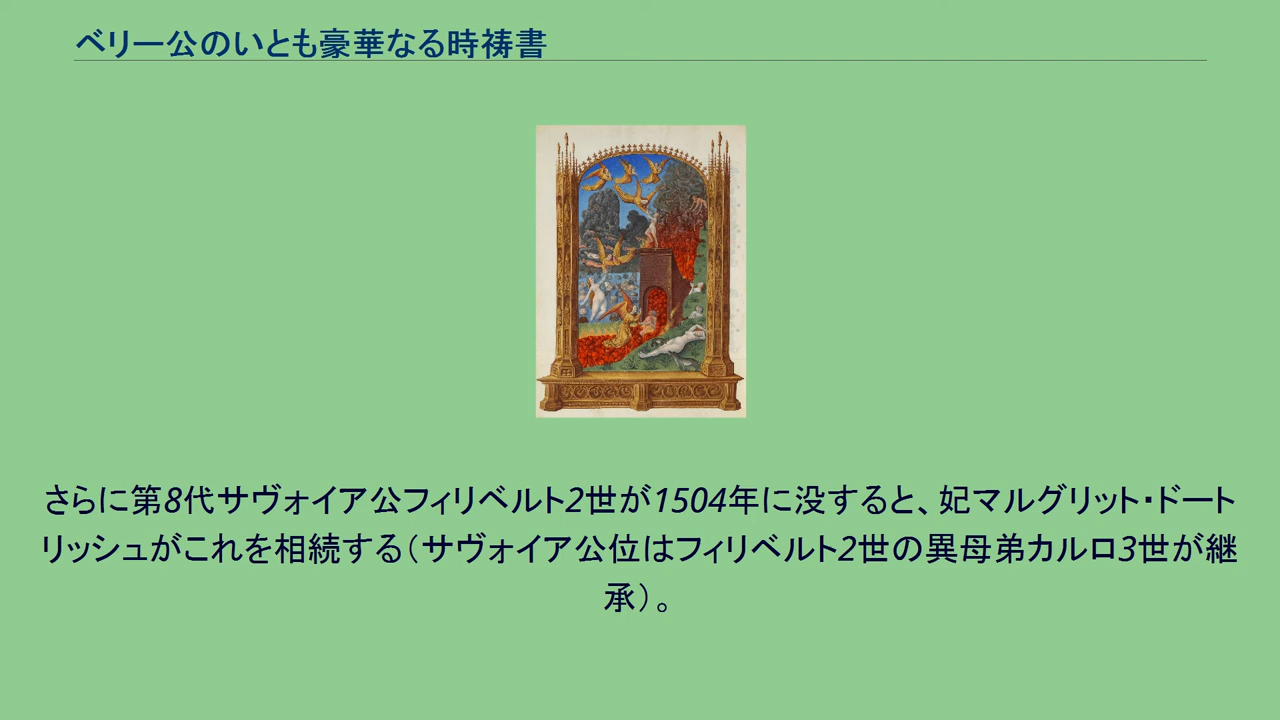 ベリー公のいとも豪華なる時祷書
さらに第8代サヴォイア公フィリベルト2世が1504年に没すると、妃マルグリット・ドート
リッシュがこれを相続する（サヴォイア公位はフィリベルト2世の異母弟カルロ3世が継
承）。